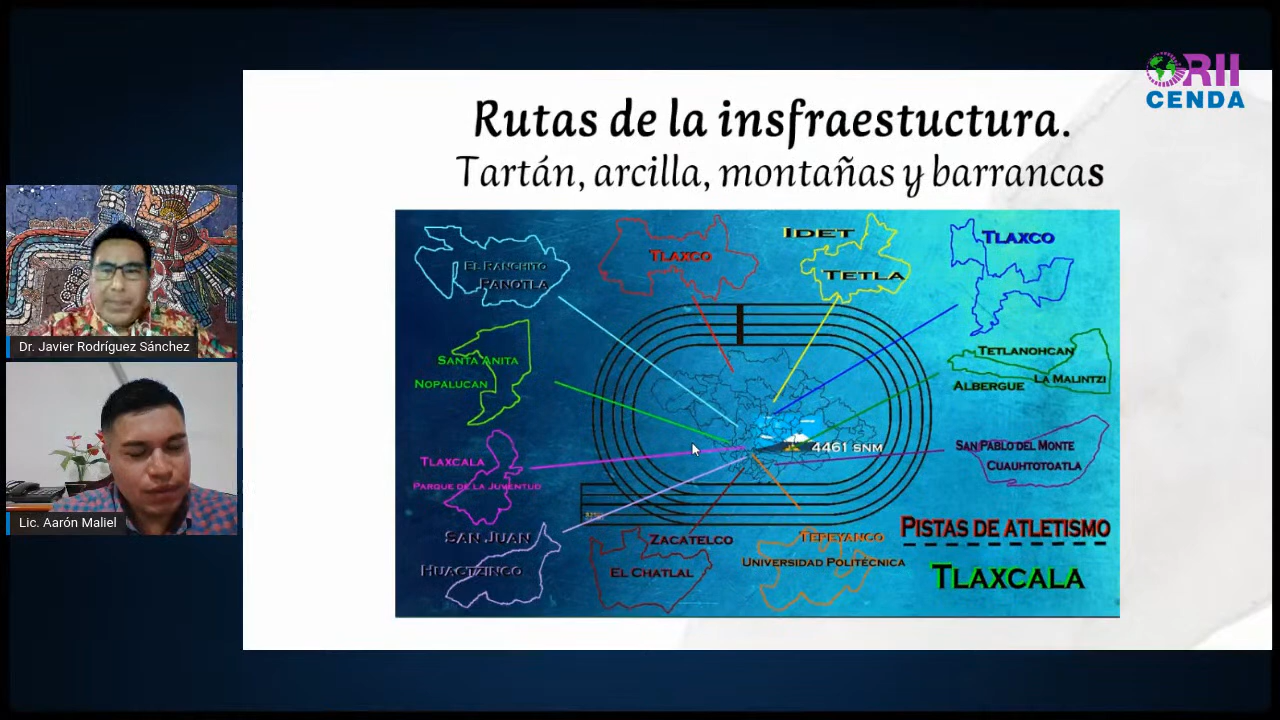 ORII
CENDA
Rutas de la insfraestuctura.
Tartán, arcilla, montañas y barrancas
Dr. Javier Rodríguez Sánchez
Lic. Aarón Maliel
El Ranchito
Panotla
Tlaxco
IDET
Tetla
Tlaxco
Santa Anita
Nopalucan
Tetlanohcan
Albergue
La Malintzi
4461 SNM
Tlaxcala
Parque de la Juventud
San Pablo del Monte
Cuauhtotoatla
San Juan
Huactzinco
Zacatelco
El Chatlal
Tepeyanco
Universidad Politécnica
Pistas de atletismo
Tlaxcala